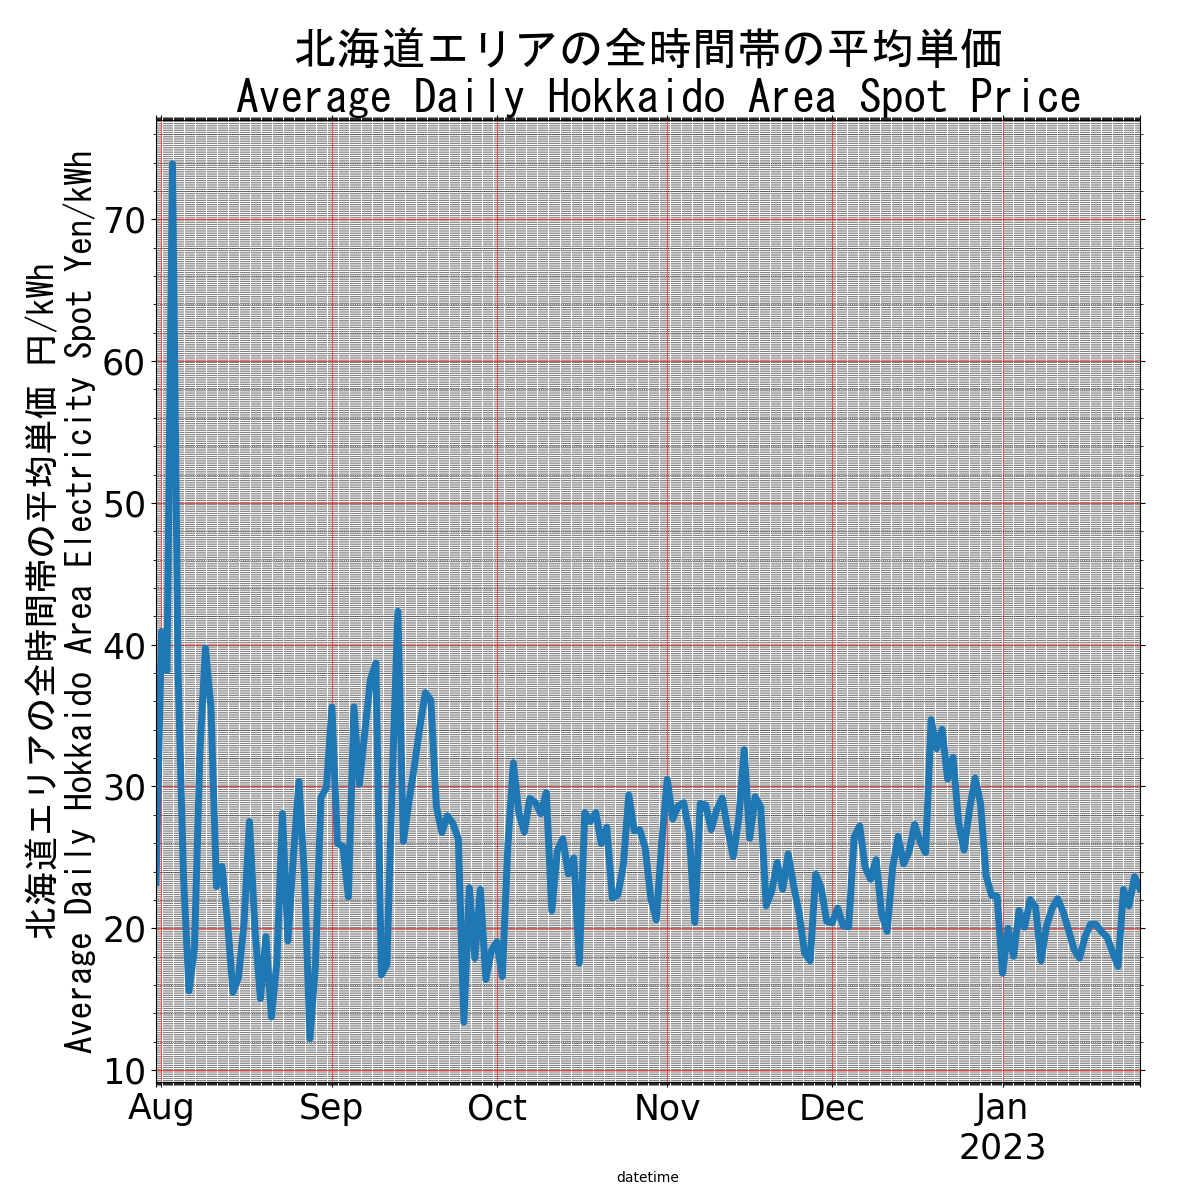 北海道エリアの全時間帯の平均単価
Average Daily Hokkaido Area Spot Price
北海道エリアの全時間帯の平均単価 円/kWh
Average Daily Hokkaido Area Electricity Spot Yen/kWh
70
60
50
40
30
20
10
Aug Sep Oct Nov Dec Jan
2023
datetime